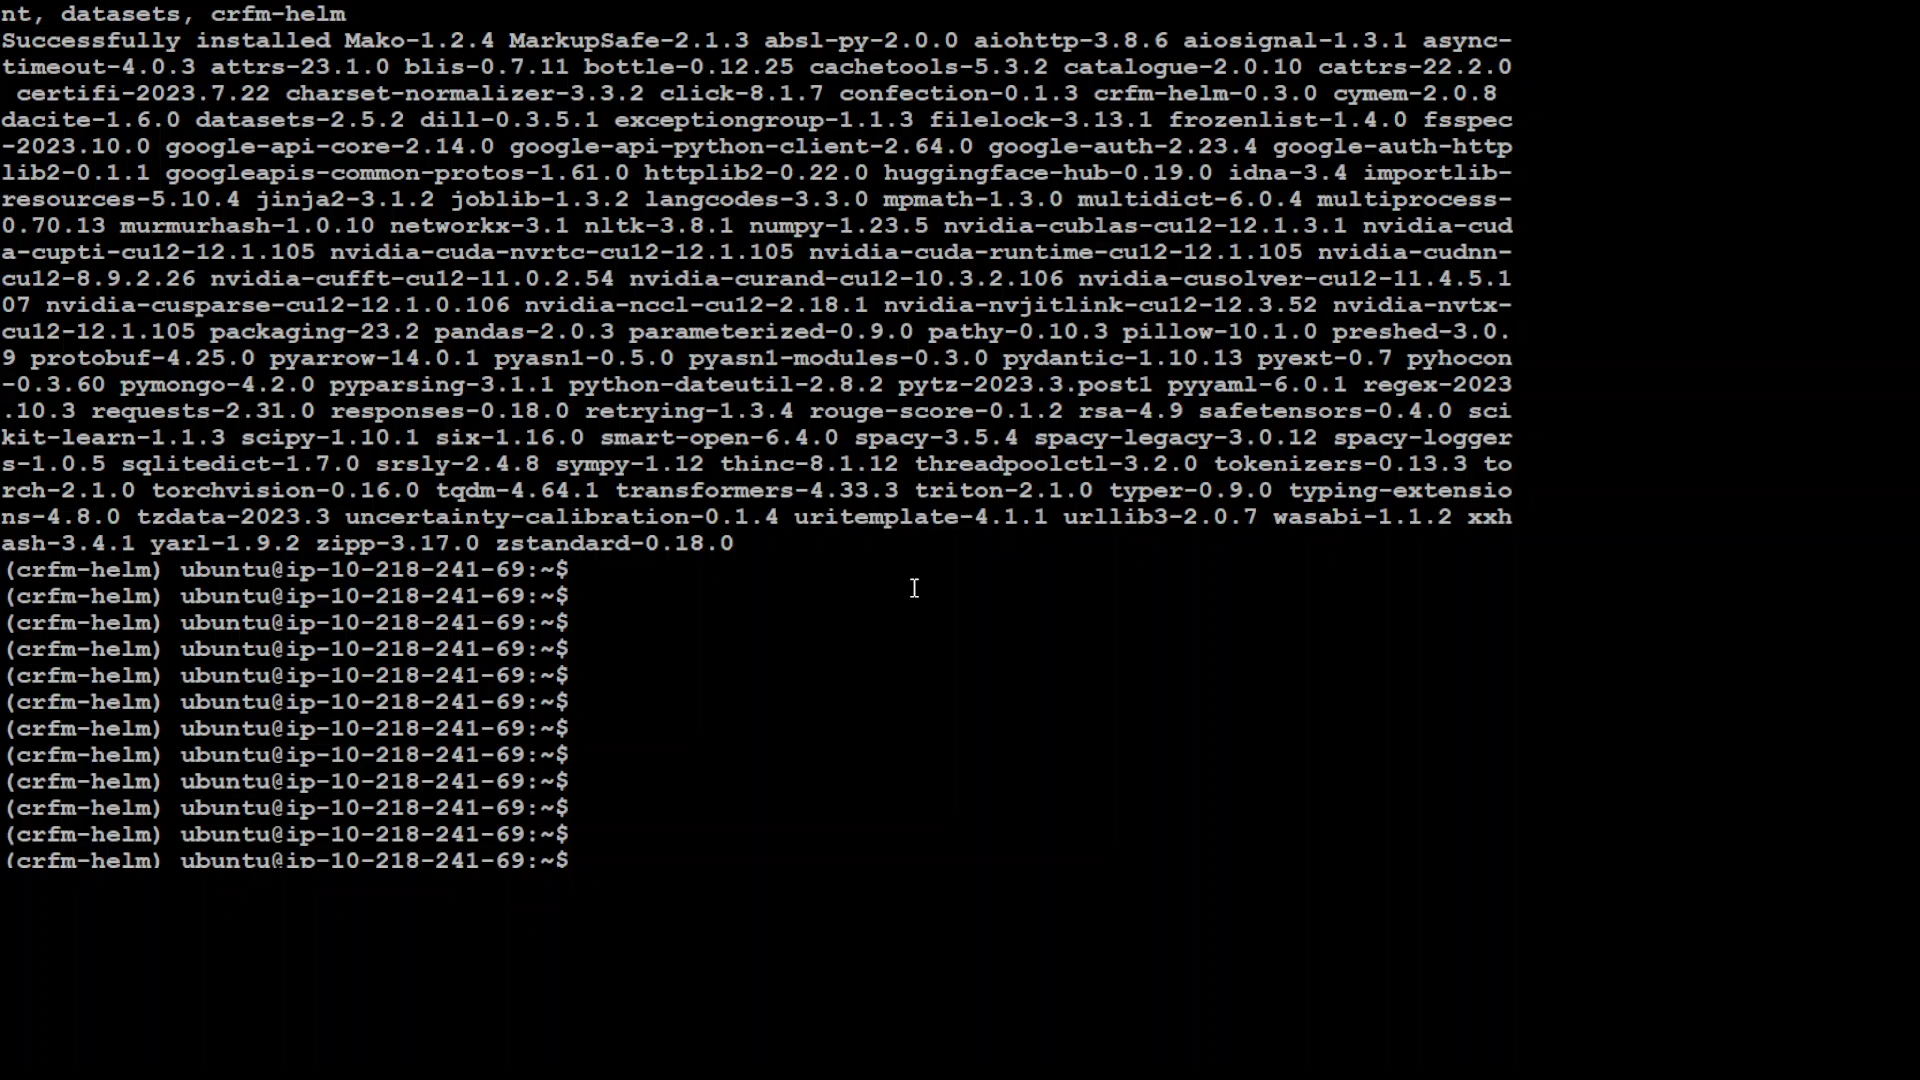 nt, datasets, crfm-helm
Successfully installed Mako-1.2.4 MarkupSafe-2.1.3 absl-py-2.0.0 aiohttp-3.8.6 aiosignal-1.3.1 async-
timeout-4.0.3 attrs-23.1.0 blis-0.7.11 bottle-0.12.25 cachetools-5.3.2 catalogue-2.0.10 cattrs-22.2.0
 certifi-2023.7.22 charset-normalizer-3.3.2 click-8.1.7 confection-0.1.3 crfm-helm-0.3.0 cymem-2.0.8
dacite-1.6.0 datasets-2.5.2 dill-0.3.5.1 exceptiongroup-1.1.3 filelock-3.13.1 frozenlist-1.4.0 fsspec
-2023.10.0 google-api-core-2.14.0 google-api-python-client-2.64.0 google-auth-2.23.4 google-auth-http
lib2-0.1.1 googleapis-common-protos-1.61.0 httplib2-0.22.0 huggingface-hub-0.19.0 idna-3.4 importlib-
resources-5.10.4 jinja2-3.1.2 joblib-1.3.2 langcodes-3.3.0 mpmath-1.3.0 multidict-6.0.4 multiprocess-
0.70.13 murmurhash-1.0.10 networkx-3.1 nltk-3.8.1 numpy-1.23.5 nvidia-cublas-cu12-12.1.3.1 nvidia-cud
a-cupti-cu12-12.1.105 nvidia-cuda-nvrtc-cu12-12.1.105 nvidia-cuda-runtime-cu12-12.1.105 nvidia-cudnn-
cu12-8.9.2.26 nvidia-cufft-cu12-11.0.2.54 nvidia-curand-cu12-10.3.2.106 nvidia-cusolver-cu12-11.4.5.1
07 nvidia-cusparse-cu12-12.1.0.106 nvidia-nccl-cu12-2.18.1 nvidia-nvjitlink-cu12-12.3.52 nvidia-nvtx-
cu12-12.1.105 packaging-23.2 pandas-2.0.3 parameterized-0.9.0 pathy-0.10.3 pillow-10.1.0 preshed-3.0.
9 protobuf-4.25.0 pyarrow-14.0.1 pyasn1-0.5.0 pyasn1-modules-0.3.0 pydantic-1.10.13 pyext-0.7 pyhocon
-0.3.60 pymongo-4.2.0 pyparsing-3.1.1 python-dateutil-2.8.2 pytz-2023.3.post1 pyyaml-6.0.1 regex-2023
.10.3 requests-2.31.0 responses-0.18.0 retrying-1.3.4 rouge-score-0.1.2 rsa-4.9 safetensors-0.4.0 sci
kit-learn-1.1.3 scipy-1.10.1 six-1.16.0 smart-open-6.4.0 spacy-3.5.4 spacy-legacy-3.0.12 spacy-logger
s-1.0.5 sqlitedict-1.7.0 srsly-2.4.8 sympy-1.12 thinc-8.1.12 threadpoolctl-3.2.0 tokenizers-0.13.3 to
rch-2.1.0 torchvision-0.16.0 tqdm-4.64.1 transformers-4.33.3 triton-2.1.0 typer-0.9.0 typing-extensio
ns-4.8.0 tzdata-2023.3 uncertainty-calibration-0.1.4 uritemplate-4.1.1 urllib3-2.0.7 wasabi-1.1.2 xxh
ash-3.4.1 yarl-1.9.2 zipp-3.17.0 zstandard-0.18.0
(crfm-helm) ubuntu@ip-10-218-241-69:~$
(crfm-helm) ubuntu@ip-10-218-241-69:~$
(crfm-helm) ubuntu@ip-10-218-241-69:~$
(crfm-helm) ubuntu@ip-10-218-241-69:~$
(crfm-helm) ubuntu@ip-10-218-241-69:~$
(crfm-helm) ubuntu@ip-10-218-241-69:~$
(crfm-helm) ubuntu@ip-10-218-241-69:~$
(crfm-helm) ubuntu@ip-10-218-241-69:~$
(crfm-helm) ubuntu@ip-10-218-241-69:~$
(crfm-helm) ubuntu@ip-10-218-241-69:~$
(crfm-helm) ubuntu@ip-10-218-241-69:~$
(crfm-helm) ubuntu@ip-10-218-241-69:~$